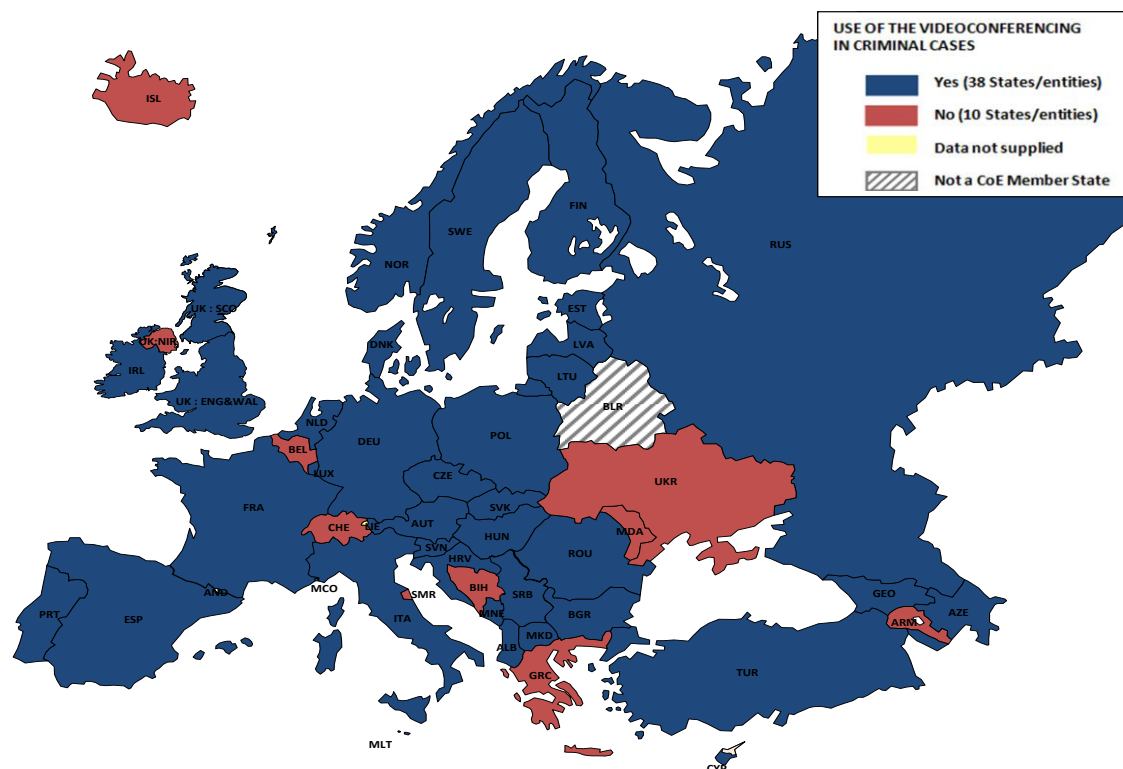 USE OF THE VIDEOCONFERENCING
IN CRIMINAL CASES
Yes (38 States/entities)
No (10 States/entities)
Data not supplied
Not a CoE Member State
ISL
FIN
SWE
RUS
NOR
UK : SCO
EST
UK:NIR
DNK
LVA
IRL
LTU
UK : ENG&WAL
BLR
NLD
DEU
POL
BEL
LUX
CZE
UKR
FRA
SVK
CHE
LIE
AUT
MDA
HUN
SVN
ROU
HRV
AND
MCO
BIH
SMR
SRB
GEO
PRT
ESP
ITA
MNE
BGR
ARM
AZE
MKD
ALB
GRC
TUR
MLT
CYP